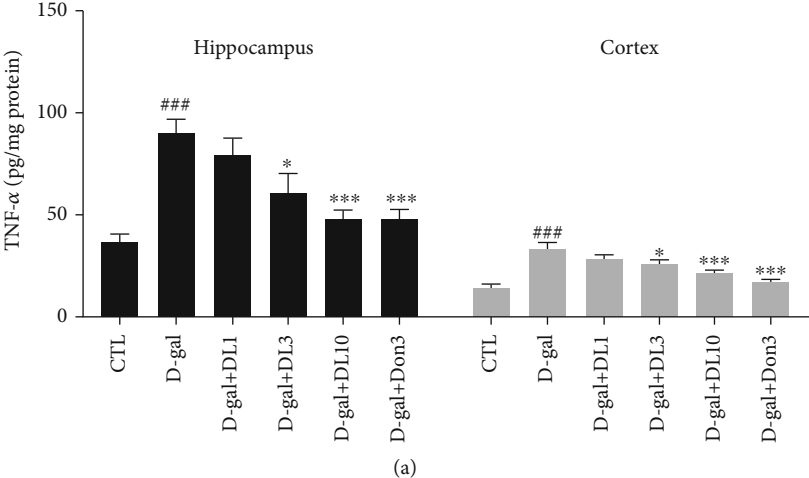 150
100
50
0
TNF-α (pg/mg protein)
Hippocampus
Cortex
###
*
***
***
###
*
***
***
CTL
D-gal
D-gal+DL1
D-gal+DL3
D-gal+DL10
D-gal+Don3
CTL
D-gal
D-gal+DL1
D-gal+DL3
D-gal+DL10
D-gal+Don3
(a)